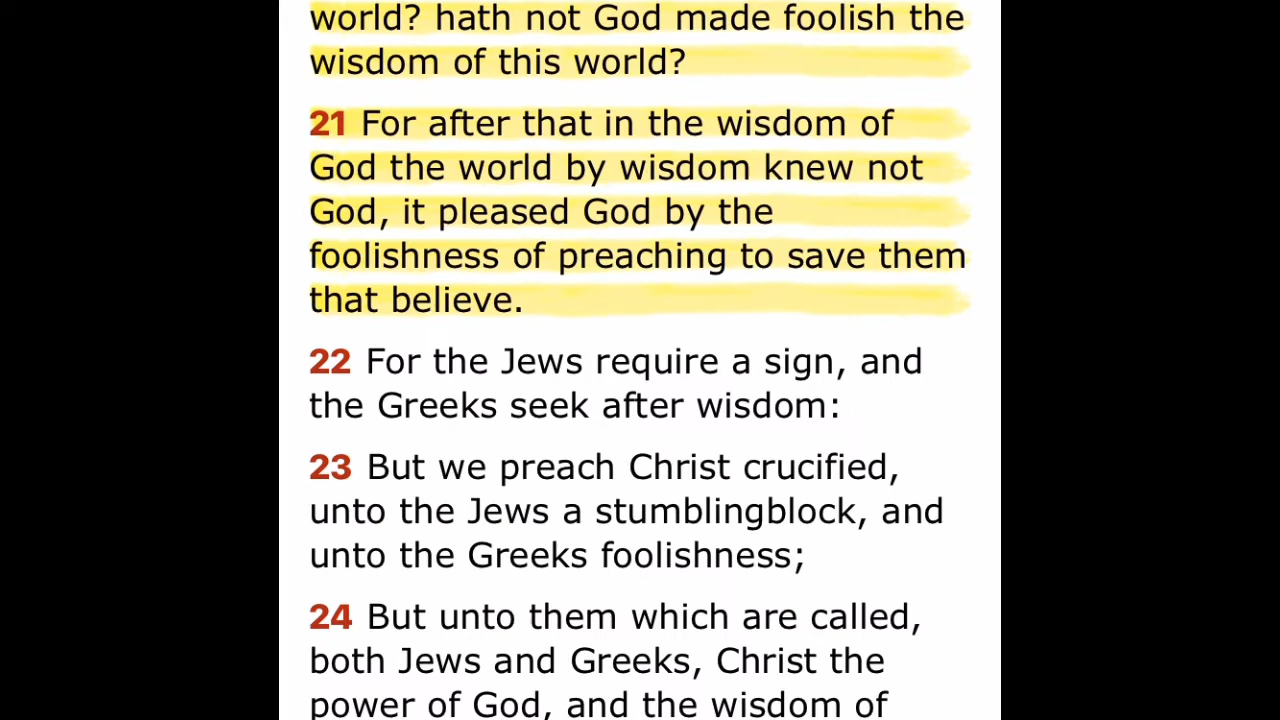 world? hath not God made foolish the
wisdom of this world?
21 For after that in the wisdom of
God the world by wisdom knew not
God, it pleased God by the
foolishness of preaching to save them
that believe.
22 For the Jews require a sign, and
the Greeks seek after wisdom:
23 But we preach Christ crucified,
unto the Jews a stumblingblock, and
unto the Greeks foolishness;
24 But unto them which are called,
both Jews and Greeks, Christ the
power of God, and the wisdom of